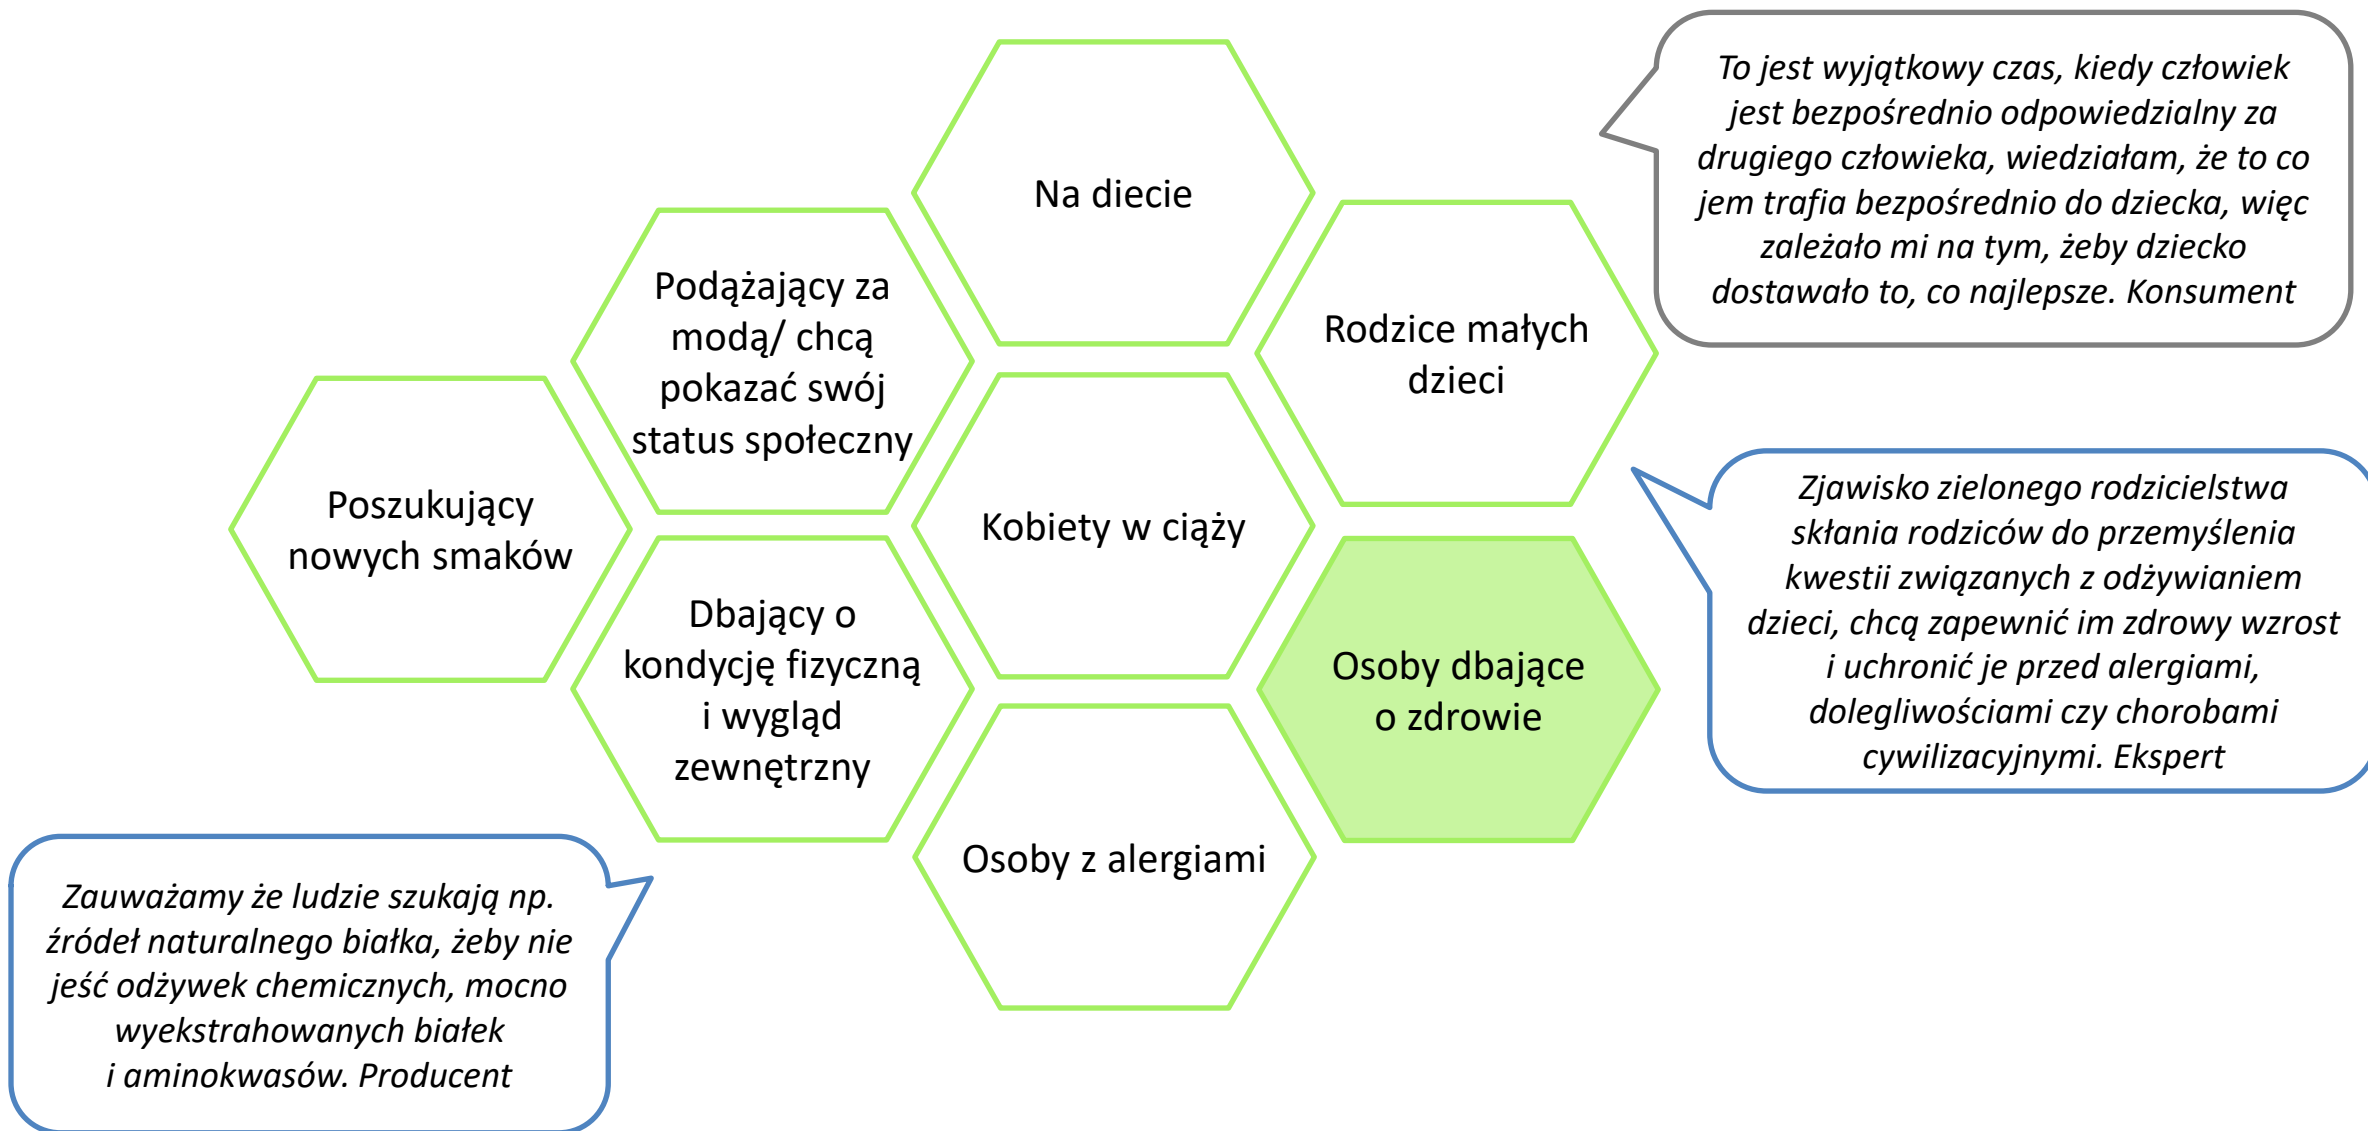 Na diecie
To jest wyjątkowy czas, kiedy człowiek
jest bezpośrednio odpowiedzialny za
drugiego człowieka, wiedziałam, że to co
jem trafia bezpośrednio do dziecka, więc
zależało mi na tym, żeby dziecko
dostawało to, co najlepsze. Konsument
Podążający za
modą/ chcą
pokazać swój
status społeczny
Rodzice małych
dzieci
Poszukujący
nowych smaków
Kobiety w ciąży
Zjawisko zielonego rodzicielstwa
skłania rodziców do przemyślenia
kwestii związanych z odżywianiem
dzieci, chcą zapewnić im zdrowy wzrost
i uchronić je przed alergiami,
dolegliwościami czy chorobami
cywilizacyjnymi. Ekspert
Dbający o
kondycję fizyczną
i wygląd
zewnętrzny
Osoby dbające
o zdrowie
Osoby z alergiami
Zauważamy że ludzie szukają np.
źródeł naturalnego białka, żeby nie
jeść odżywek chemicznych, mocno
wyekstrahowanych białek
i aminokwasów. Producent